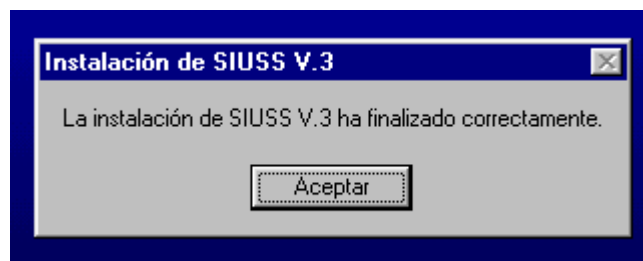 Instalación de SIUSS V.3
La instalación de SIUSS V.3 ha finalizado correctamente.
Aceptar